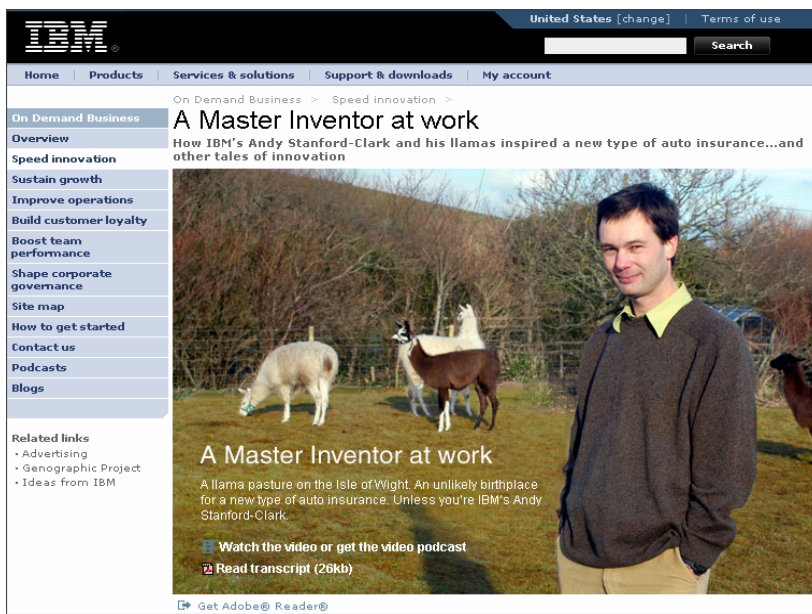 United States [change] | Terms of use
IBM®
Search
Home | Products | Services & solutions | Support & downloads | My account
On Demand Business > Speed innovation >
A Master Inventor at work
How IBM's Andy Stanford-Clark and his llamas inspired a new type of auto insurance...and
other tales of innovation
On Demand Business
Overview
Speed innovation
Sustain growth
Improve operations
Build customer loyalty
Boost team
performance
Shape corporate
governance
Site map
How to get started
Contact us
Podcasts
Blogs
Related links
· Advertising
· Genographic Project
· Ideas from IBM
A Master Inventor at work
A llama pasture on the Isle of Wight. An unlikely birthplace
for a new type of auto insurance. Unless you're IBM's Andy
Stanford-Clark.
Watch the video or get the video podcast
Read transcript (26kb)
Get Adobe® Reader®